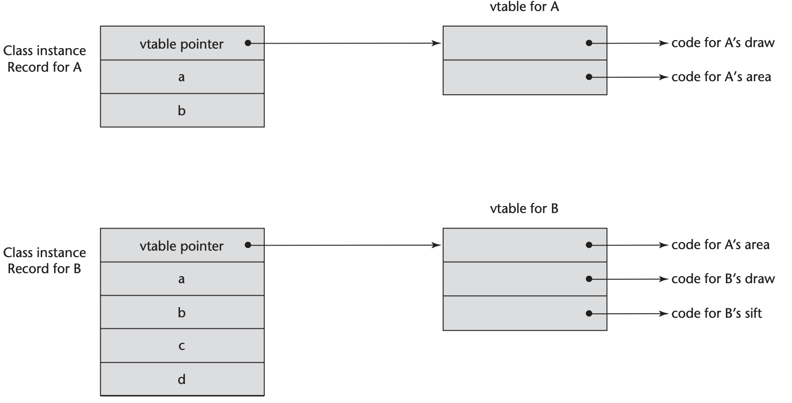 vtable for A
Class instance
Record for A
vtable pointer
code for A's draw
a
code for A's area
b
vtable for B
Class instance
Record for B
vtable pointer
code for A's area
a
code for B's draw
b
code for B's sift
c
d